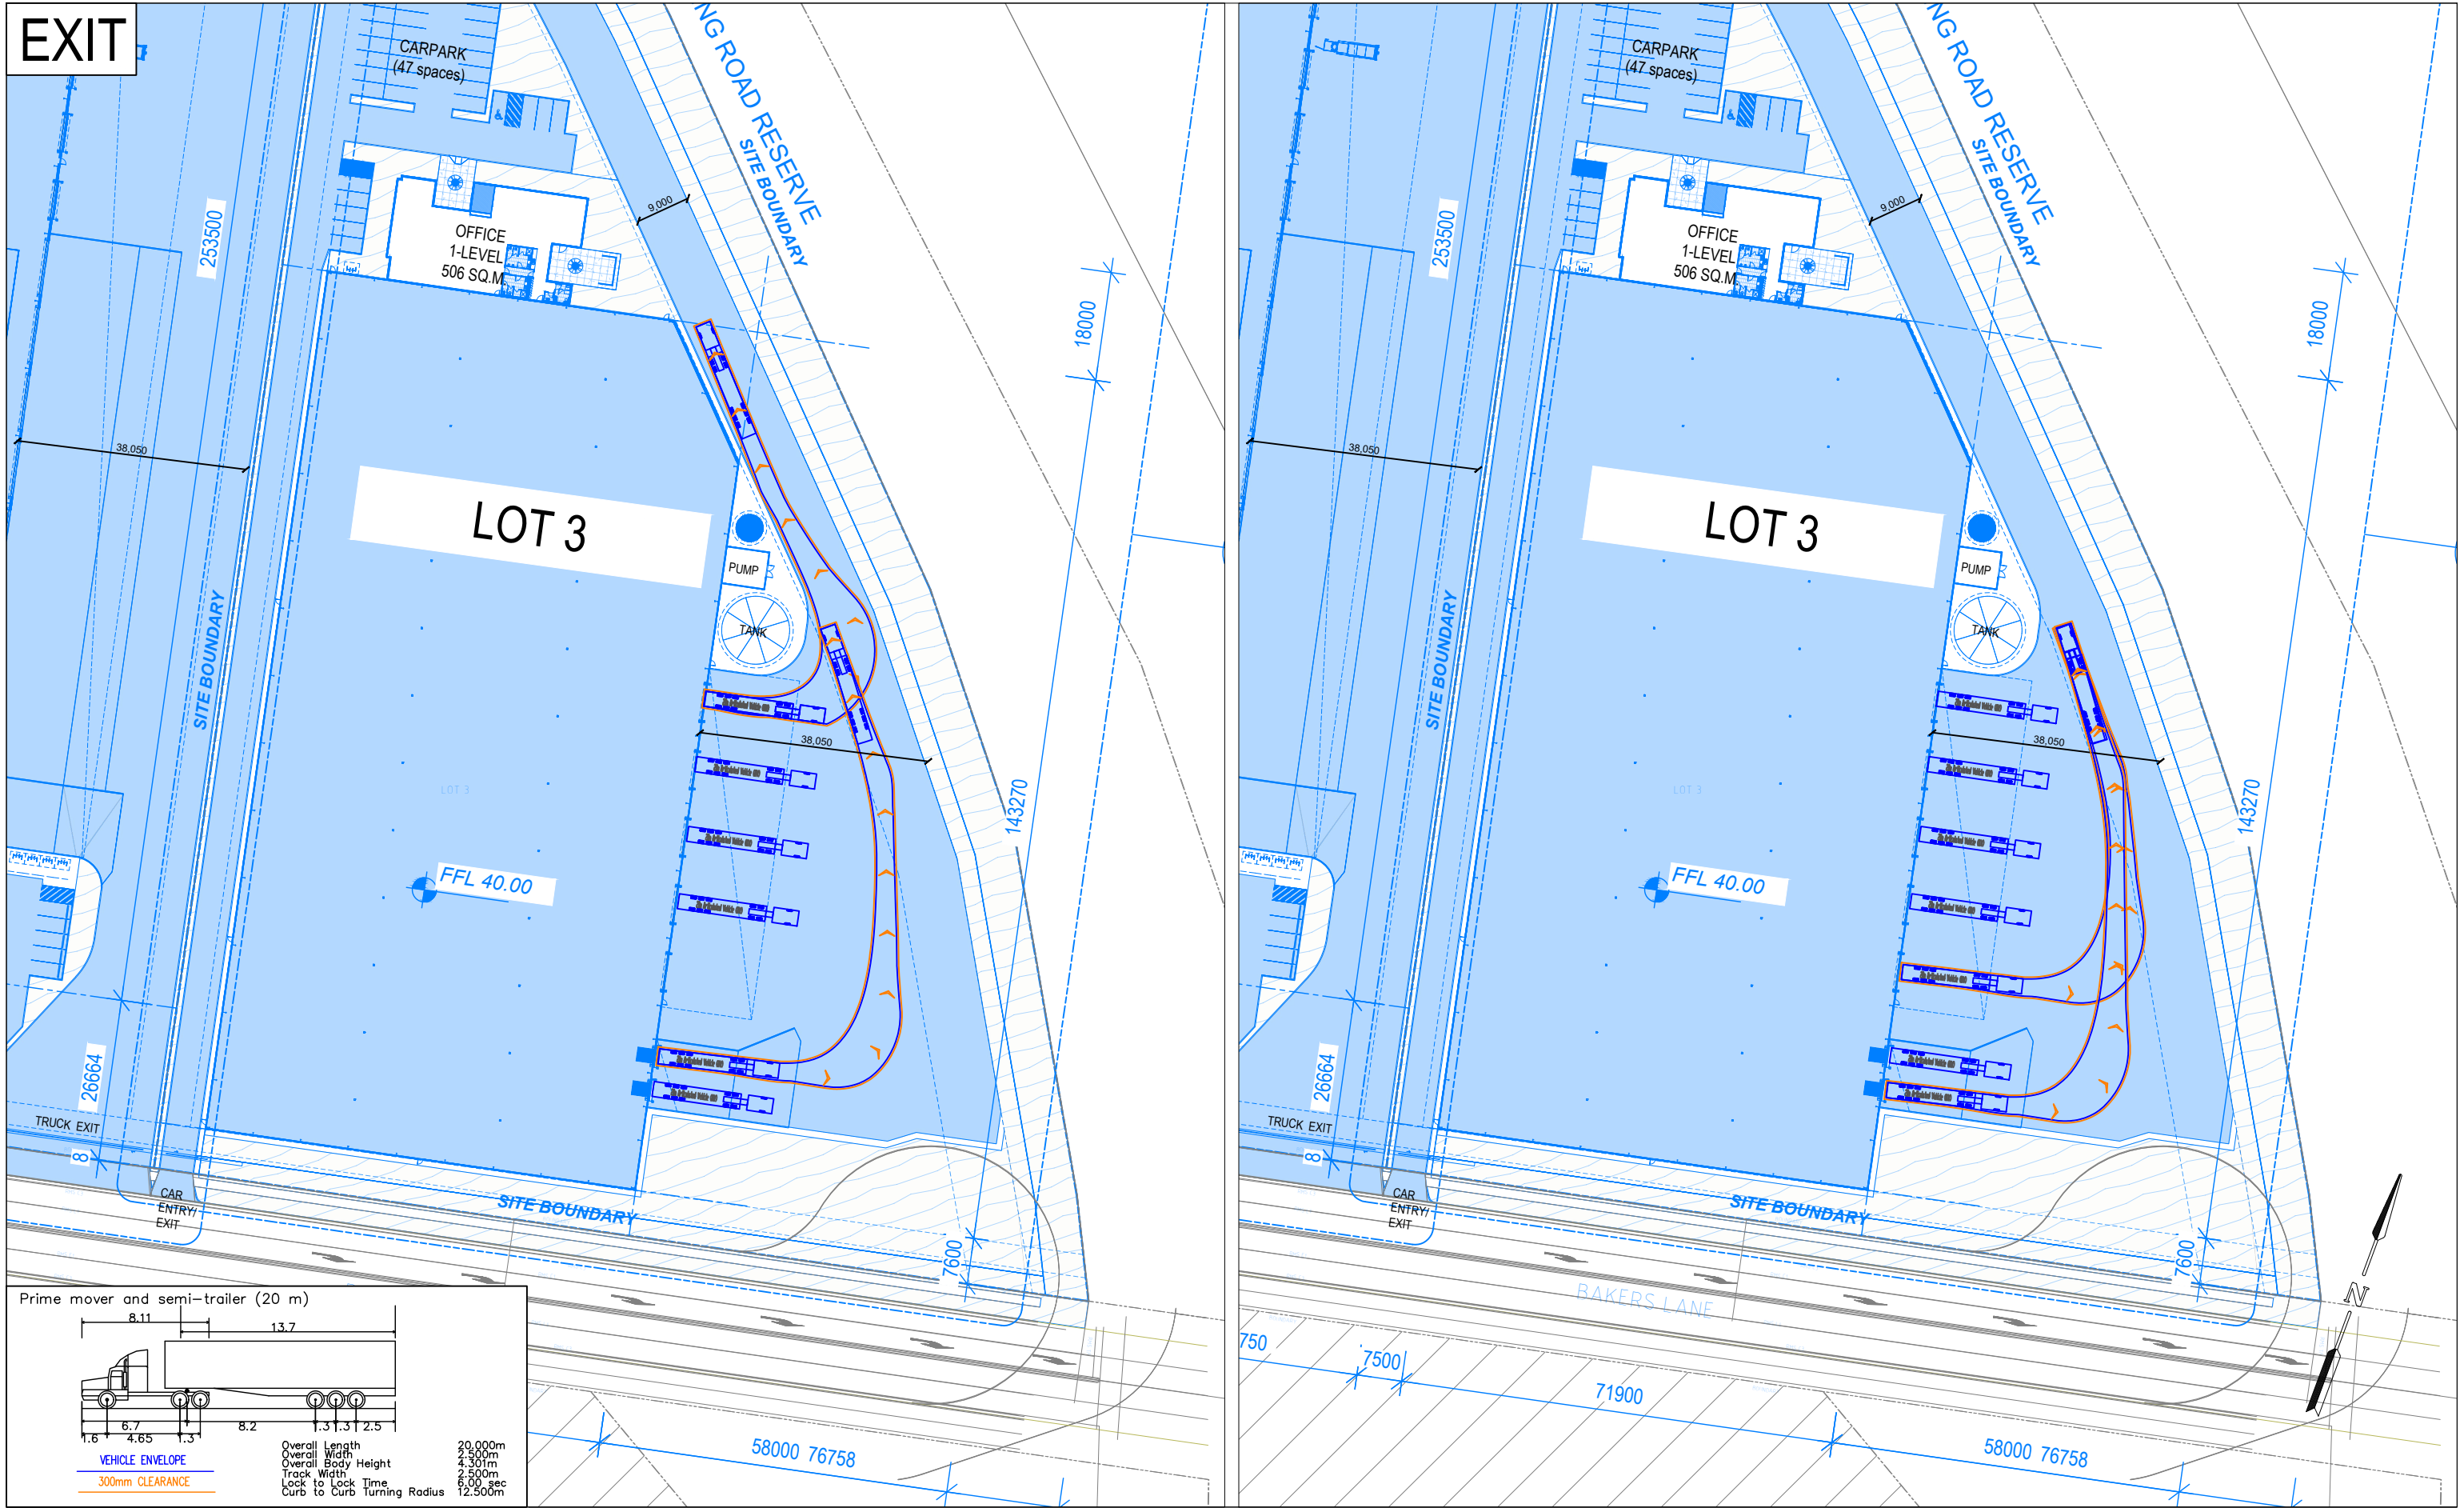 EXIT
CARPARK
(47 spaces)
NG ROAD RESERVE
SITE BOUNDARY
9,000
253500
OFFICE
1-LEVEL
506 SQ.M
18000
38,050
LOT 3
PUMP
TANK
SITE BOUNDARY
38,050
LOT 3
143270
FFL 40.00
26664
TRUCK EXIT
8
CAR
ENTRY/
EXIT
SITE BOUNDARY
7600
58000 76758
Prime mover and semi-trailer (20 m)
8.11
13.7
6.7
8.2
1.3
1.3
2.5
1.6
4.65
1.3
VEHICLE ENVELOPE
300mm CLEARANCE
Overall Length 20.000m
Overall Width 2.500m
Overall Body Height 4.301m
Track Width 2.500m
Lock to Lock Time 6.00 sec
Curb to Curb Turning Radius 12.500m
CARPARK
(47 spaces)
NG ROAD RESERVE
SITE BOUNDARY
9,000
253500
OFFICE
1-LEVEL
506 SQ.M
18000
38,050
LOT 3
PUMP
TANK
SITE BOUNDARY
38,050
LOT 3
143270
FFL 40.00
26664
TRUCK EXIT
8
CAR
ENTRY/
EXIT
SITE BOUNDARY
7600
BAKERS LANE
N
750
7500
71900
58000 76758